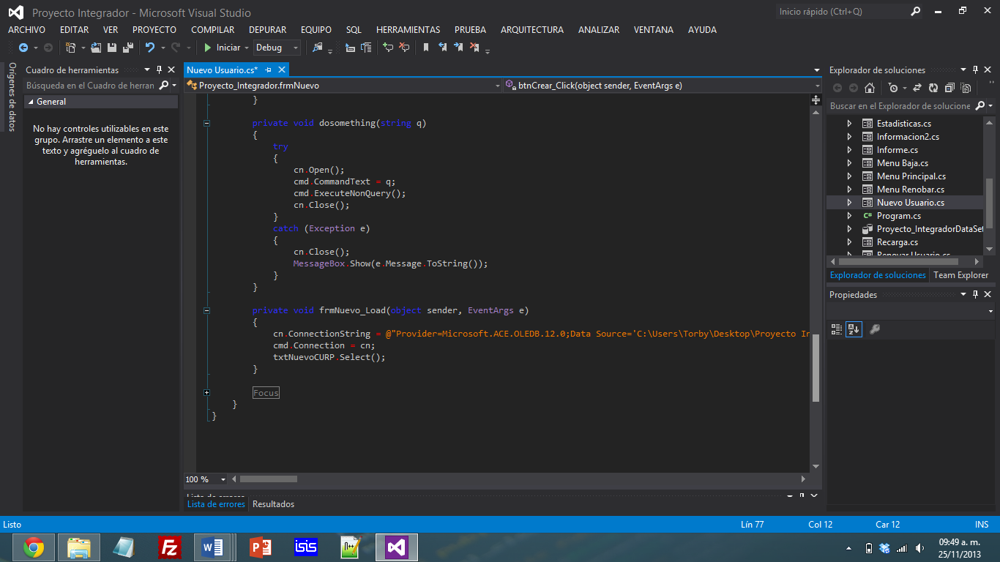 Proyecto Integrador - Microsoft Visual Studio
Inicio rápido (Ctrl+Q)
ARCHIVO EDITAR VER PROYECTO COMPILAR DEPURAR EQUIPO SQL HERRAMIENTAS PRUEBA ARQUITECTURA ANALIZAR VENTANA AYUDA
Iniciar Debug
Orígenes de datos
Cuadro de herramientas
Búsqueda en el Cuadro de herran
General
No hay controles utilizables en este
grupo. Arrastre un elemento a este
texto y agréguelo al cuadro de
herramientas.
Nuevo Usuario.cs*
Proyecto_Integrador.frmNuevo
btnCrear_Click(object sender, EventArgs e)
}
private void dosomething(string q)
{
try
{
cn.Open();
cmd.CommandText = q;
cmd.ExecuteNonQuery();
cn.Close();
}
catch (Exception e)
{
cn.Close();
MessageBox.Show(e.Message.ToString());
}
}
private void frmNuevo_Load(object sender, EventArgs e)
{
cn.ConnectionString = @"Provider=Microsoft.ACE.OLEDB.12.0;Data Source='C:\Users\Torby\Desktop\Proyecto In
cmd.Connection = cn;
txtNuevoCURP.Select();
}
Focus
}
}
100 %
Lista de errores
Lista de errores Resultados
Explorador de soluciones
Buscar en el Explorador de solucione
Estadisticas.cs
Informacion2.cs
Informe.cs
Menu Baja.cs
Menu Principal.cs
Menu Renobar.cs
Nuevo Usuario.cs
C# Program.cs
Proyecto_IntegradorDataSet
Recarga.cs
Renovar Usuario.cs
Explorador de soluciones Team Explorer
Propiedades
Listo
Lín 77 Col 12 Car 12 INS
isis
09:49 a. m.
25/11/2013